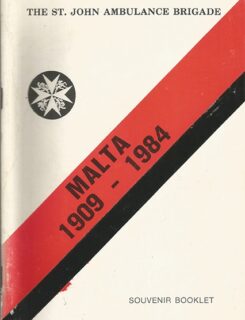 THE ST. JOHN AMBULANCE BRIGADE
MALTA
1909 - 1984
SOUVENIR BOOKLET